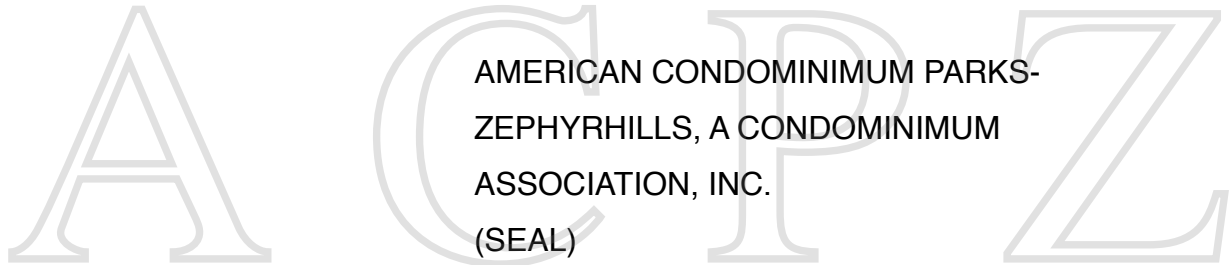 A C P Z
AMERICAN CONDOMINIMUM PARKS-
ZEPHYRHILLS, A CONDOMINIMUM
ASSOCIATION, INC.
(SEAL)